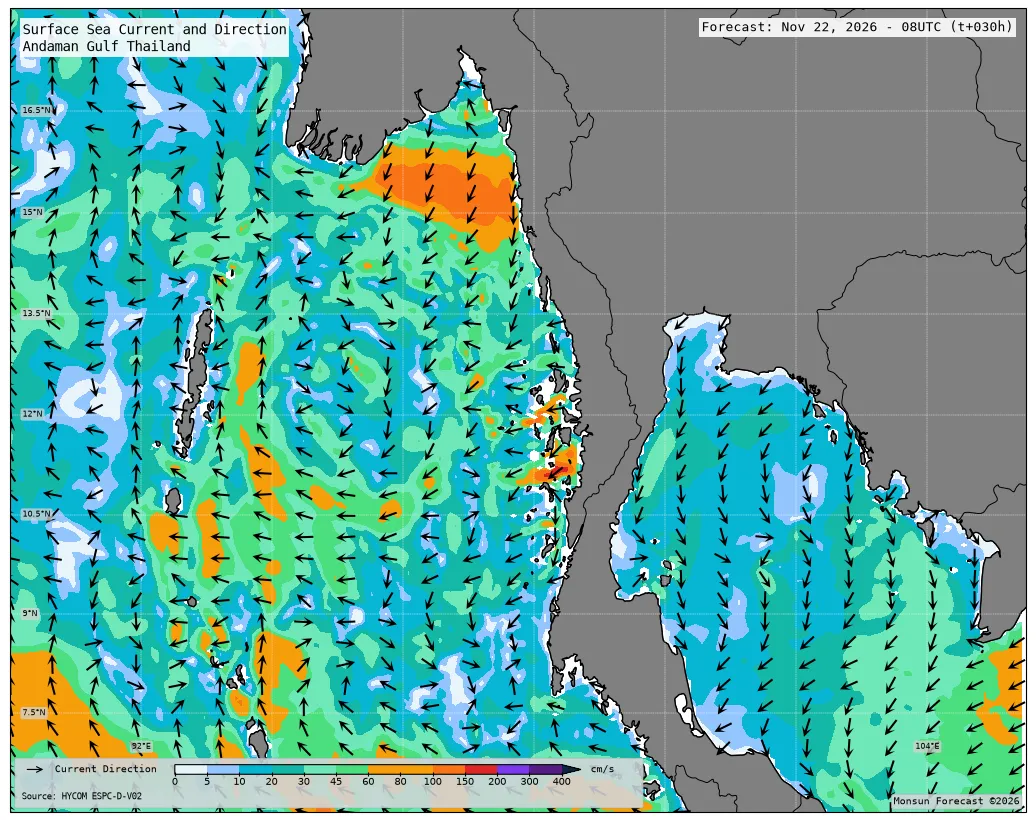 Surface Sea Current and Direction
Andaman Gulf Thailand
Forecast: Nov 22, 2026 - 08UTC (t+030h)
16.5°N
15°N
13.5°N
12°N
10.5°N
9°N
7.5°N
92°E
104°E
Current Direction
0 5 10 20 30 45 60 80 100 150 200 300 400 cm/s
Source: HYCOM ESPC-D-V02
Monsun Forecast ©2026